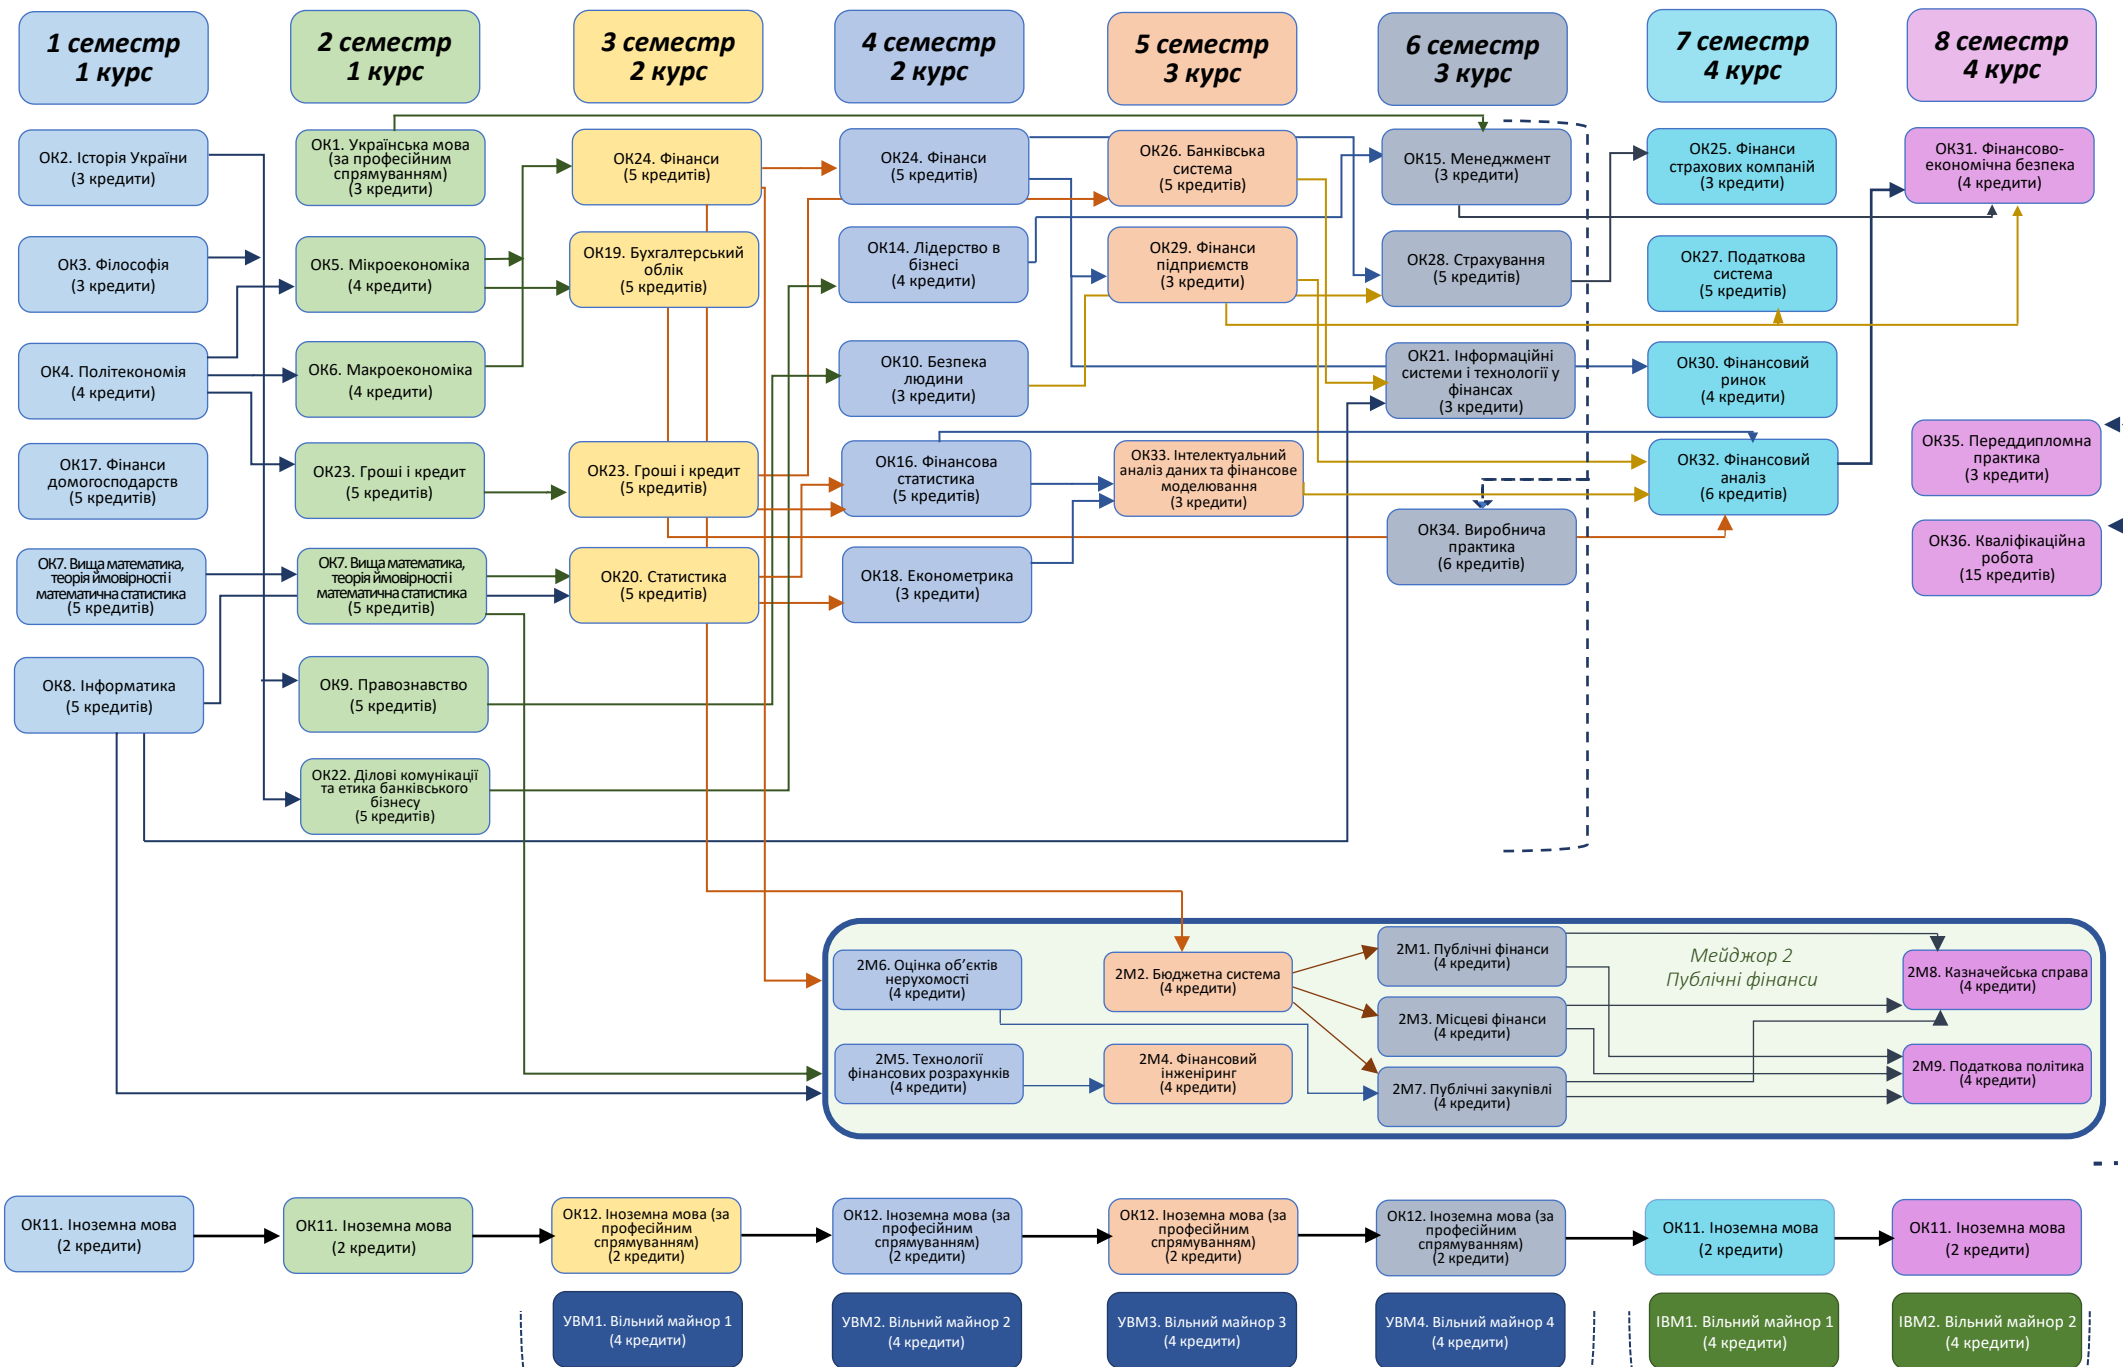 1 семестр
1 курс
2 семестр
1 курс
3 семестр
2 курс
4 семестр
2 курс
5 семестр
3 курс
6 семестр
3 курс
7 семестр
4 курс
8 семестр
4 курс
ОК2. Історія України
(3 кредити)
ОК3. Філософія
(3 кредити)
ОК4. Політекономія
(4 кредити)
ОК17. Фінанси
домогосподарств
(5 кредитів)
ОК7. Вища математика,
теорія ймовірності і
математична статистика
(5 кредитів)
ОК8. Інформатика
(5 кредитів)
ОК1. Українська мова
(за професійним
спрямуванням)
(3 кредити)
ОК5. Мікроекономіка
(4 кредити)
ОК6. Макроекономіка
(4 кредити)
ОК23. Гроші і кредит
(5 кредитів)
ОК7. Вища математика,
теорія ймовірності і
математична статистика
(5 кредитів)
ОК9. Правознавство
(5 кредитів)
ОК22. Ділові комунікації
та етика банківського
бізнесу
(5 кредитів)
ОК24. Фінанси
(5 кредитів)
ОК19. Бухгалтерський
облік
(5 кредитів)
ОК23. Гроші і кредит
(5 кредитів)
ОК20. Статистика
(5 кредитів)
ОК24. Фінанси
(5 кредитів)
ОК14. Лідерство в
бізнесі
(4 кредити)
ОК10. Безпека
людини
(3 кредити)
ОК16. Фінансова
статистика
(5 кредитів)
ОК18. Економетрика
(3 кредити)
ОК26. Банківська
система
(5 кредитів)
ОК29. Фінанси
підприємств
(3 кредити)
ОК33. Інтелектуальний
аналіз даних та фінансове
моделювання
(3 кредити)
ОК15. Менеджмент
(3 кредити)
ОК28. Страхування
(5 кредитів)
ОК21. Інформаційні
системи і технології у
фінансах
(3 кредити)
ОК34. Виробнича
практика
(6 кредитів)
ОК25. Фінанси
страхових компаній
(3 кредити)
ОК27. Податкова
система
(5 кредитів)
ОК30. Фінансовий
ринок
(4 кредити)
ОК32. Фінансовий
аналіз
(6 кредитів)
ОК31. Фінансово-
економічна безпека
(4 кредити)
ОК35. Переддипломна
практика
(3 кредити)
ОК36. Кваліфікаційна
робота
(15 кредитів)
2М6. Оцінка об’єктів
нерухомості
(4 кредити)
2М5. Технології
фінансових розрахунків
(4 кредити)
2М2. Бюджетна система
(4 кредити)
2М4. Фінансовий
інженіринг
(4 кредити)
2М1. Публічні фінанси
(4 кредити)
2М3. Місцеві фінанси
(4 кредити)
2М7. Публічні закупівлі
(4 кредити)
Мейджор 2
Публічні фінанси
2М8. Казначейська справа
(4 кредити)
2М9. Податкова політика
(4 кредити)
ОК11. Іноземна мова
(2 кредити)
ОК11. Іноземна мова
(2 кредити)
ОК12. Іноземна мова (за
професійним
спрямуванням)
(2 кредити)
ОК12. Іноземна мова (за
професійним
спрямуванням)
(2 кредити)
ОК12. Іноземна мова (за
професійним
спрямуванням)
(2 кредити)
ОК12. Іноземна мова (за
професійним
спрямуванням)
(2 кредити)
ОК11. Іноземна мова
(2 кредити)
ОК11. Іноземна мова
(2 кредити)
УВМ1. Вільний майнор 1
(4 кредити)
УВМ2. Вільний майнор 2
(4 кредити)
УВМ3. Вільний майнор 3
(4 кредити)
УВМ4. Вільний майнор 4
(4 кредити)
ІВМ1. Вільний майнор 1
(4 кредити)
ІВМ2. Вільний майнор 2
(4 кредити)